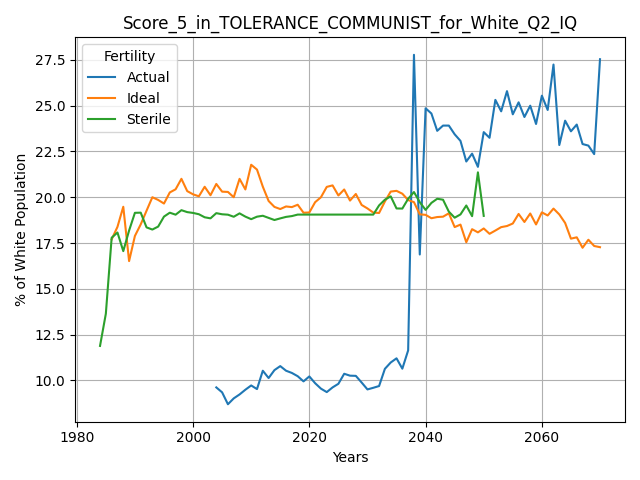 Score_5_in_TOLERANCE_COMMUNIST_for_White_Q2_IQ
Fertility
Actual
Ideal
Sterile
% of White Population
27.5
25.0
22.5
20.0
17.5
15.0
12.5
10.0
1980
2000
2020
2040
2060
Years